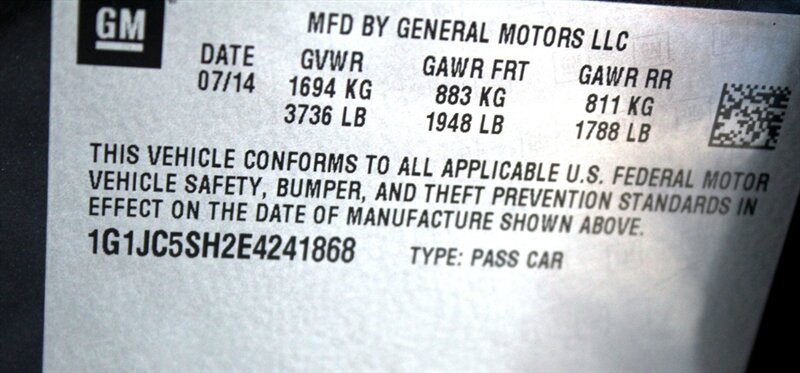 GM
MFD BY GENERAL MOTORS LLC
DATE GVWR GAWR FRT GAWR RR
07/14 1694 KG 883 KG 811 KG
3736 LB 1948 LB 1788 LB
THIS VEHICLE CONFORMS TO ALL APPLICABLE U.S. FEDERAL MOTOR
VEHICLE SAFETY, BUMPER, AND THEFT PREVENTION STANDARDS IN
EFFECT ON THE DATE OF MANUFACTURE SHOWN ABOVE.
1G1JC5SH2E4241868 TYPE: PASS CAR